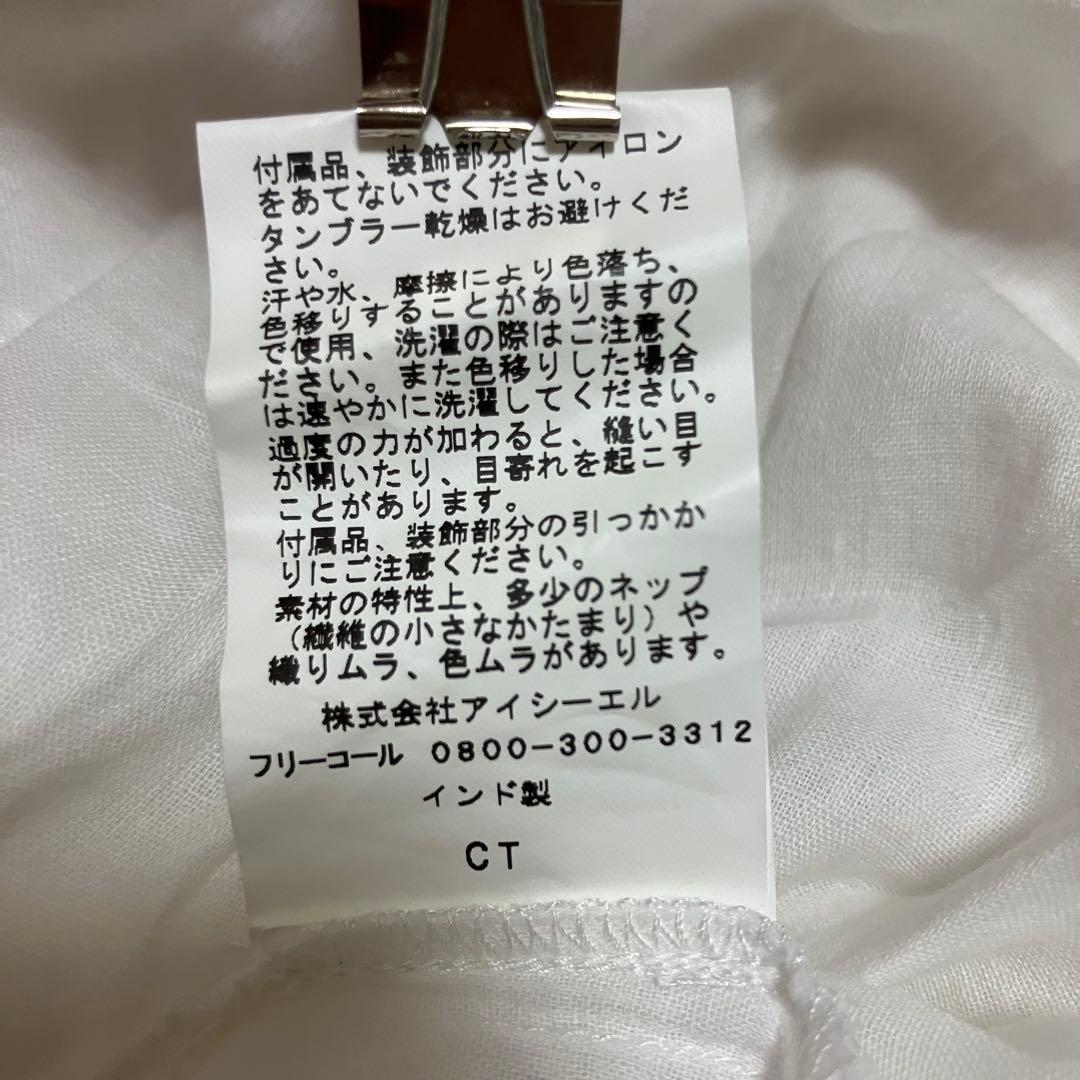 付属品、装飾部分にアイロン
をあてないでください。
タンブラー乾燥はお避けくだ
さい。
汗や水、摩擦により色落ち、
色移りすることがありますの
で使用、洗濯の際はご注意く
ださい。また色移りした場合
は速やかに洗濯してください。
過度の力が加わると、縫い目
が開いたり、目寄れを起こす
ことがあります。
付属品、装飾部分の引っかか
りにご注意ください。
素材の特性上、多少のネップ
（繊維の小さなかたまり）や
織りムラ、色ムラがあります。
株式会社アイシーエル
フリーコール 0800-300-3312
インド製
CT